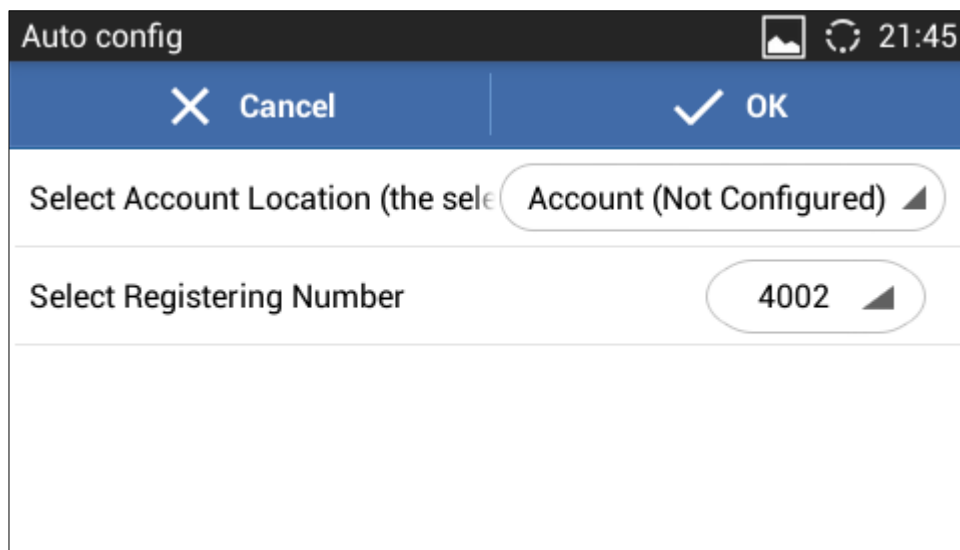 Auto config 21:45
Cancel OK
Select Account Location (the sele Account (Not Configured)
Select Registering Number 4002